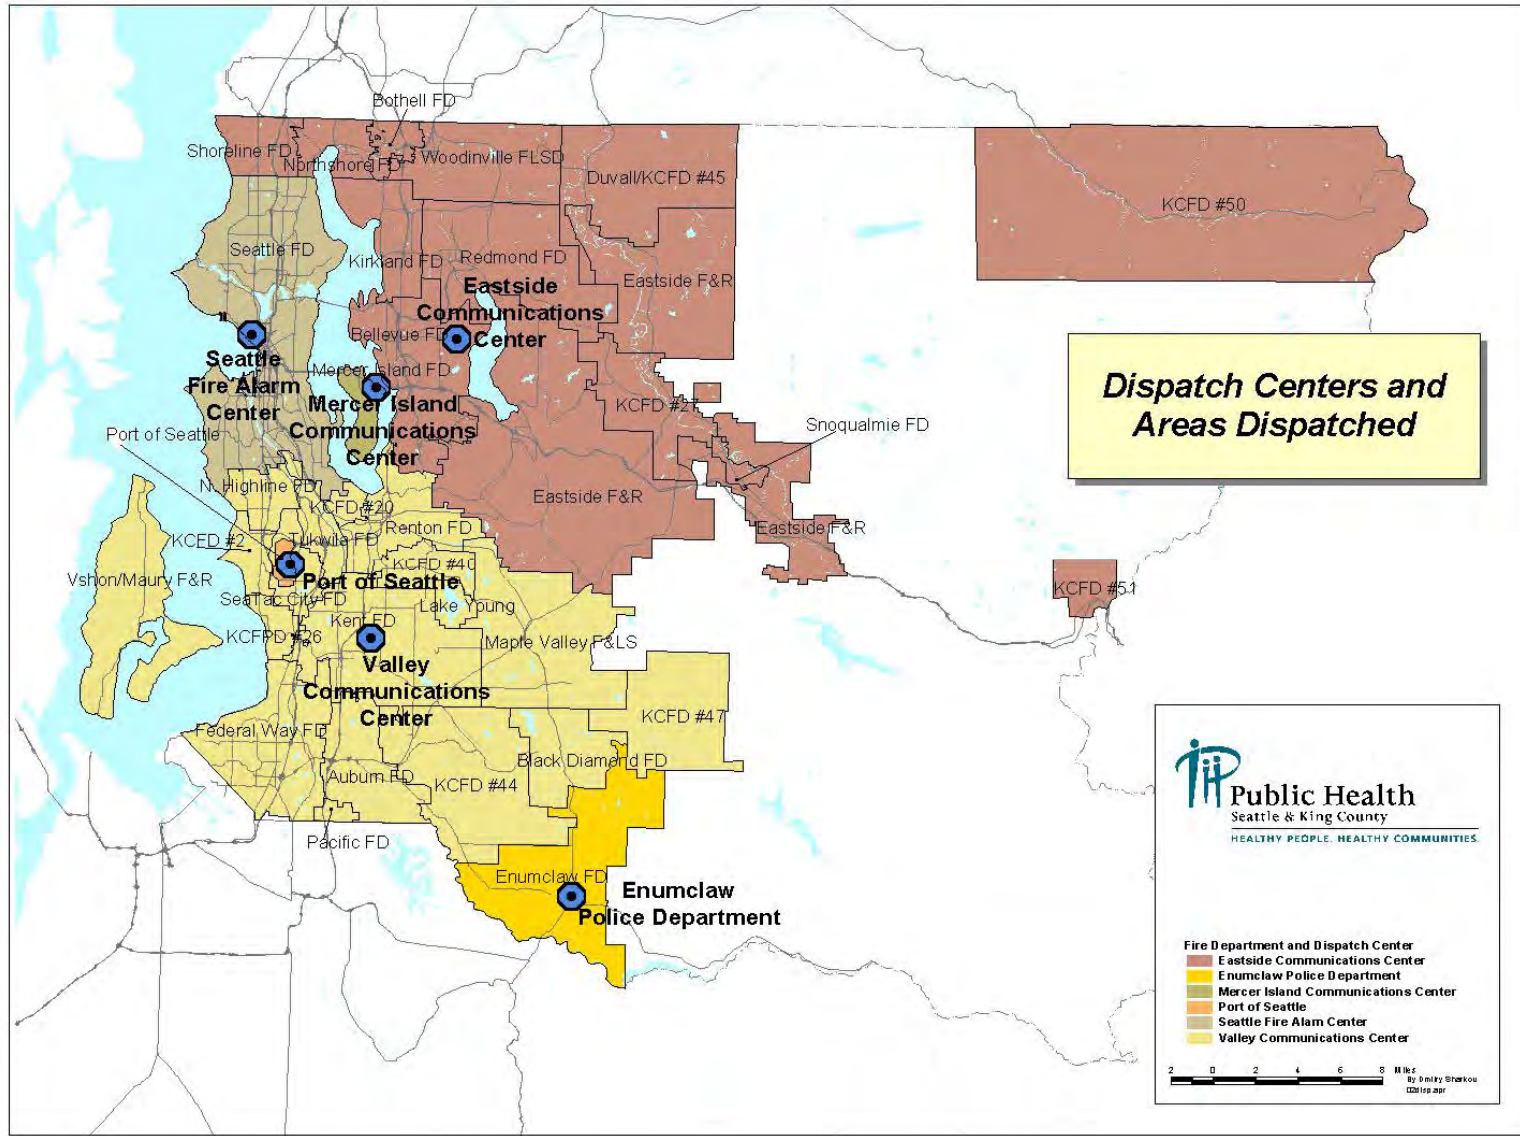 Bothell FD
Shoreline FD
Northshore FD
Woodinville FLSD
Duvall/KCFD #45
KCFD #50
Seattle FD
Kirkland FD
Redmond FD
Eastside F&R
Eastside
Communications
Center
Bellevue FD
Seattle
Fire Alarm
Center
Mercer Island FD
Mercer Island
Communications
Center
KCFD #27
Dispatch Centers and
Areas Dispatched
Snoqualmie FD
Port of Seattle
N. Highline FD
KCFD #20
Eastside F&R
Renton FD
Eastside F&R
KCFD #2
Tukwila FD
KCFD #40
Vshon/Maury F&R
Port of Seattle
KCFD #51
SeaTac City FD
Lake Young
Kent FD
KCFPD #26
Maple Valley F&LS
Valley
Communications
Center
KCFD #47
Federal Way FD
Black Diamond FD
Auburn FD
KCFD #44
Pacific FD
Enumclaw FD
Enumclaw
Police Department
Public Health
Seattle & King County
HEALTHY PEOPLE. HEALTHY COMMUNITIES.
Fire Department and Dispatch Center
Eastside Communications Center
Enumclaw Police Department
Mercer Island Communications Center
Port of Seattle
Seattle Fire Alam Center
Valley Communications Center
2 0 2 4 6 8 Miles
By Dmitry Sharkou